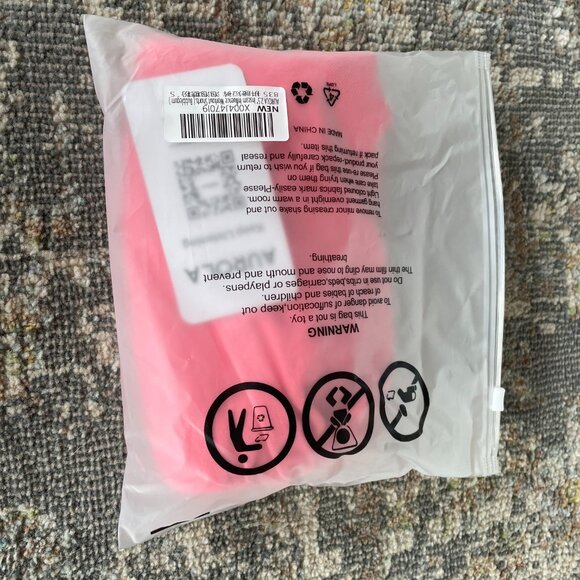 WARNING
This bag is not a toy.
To avoid danger of suffocation,keep out
of reach of babies and children.
Do not use in cribs,beds,carriages or playpens.
The thin film may cling to nose and mouth and prevent
breathing.
To remove minor creasing shake out and
hang garment overnight in a warm room.
Light coloured fabrics mark easily-Please
take care when trying them on
Please re-use this bag if you wish to return
your product-repack carefully and reseal
pack if returning this item.
MADE IN CHINA
AUROLA
NEW
X004147OI9